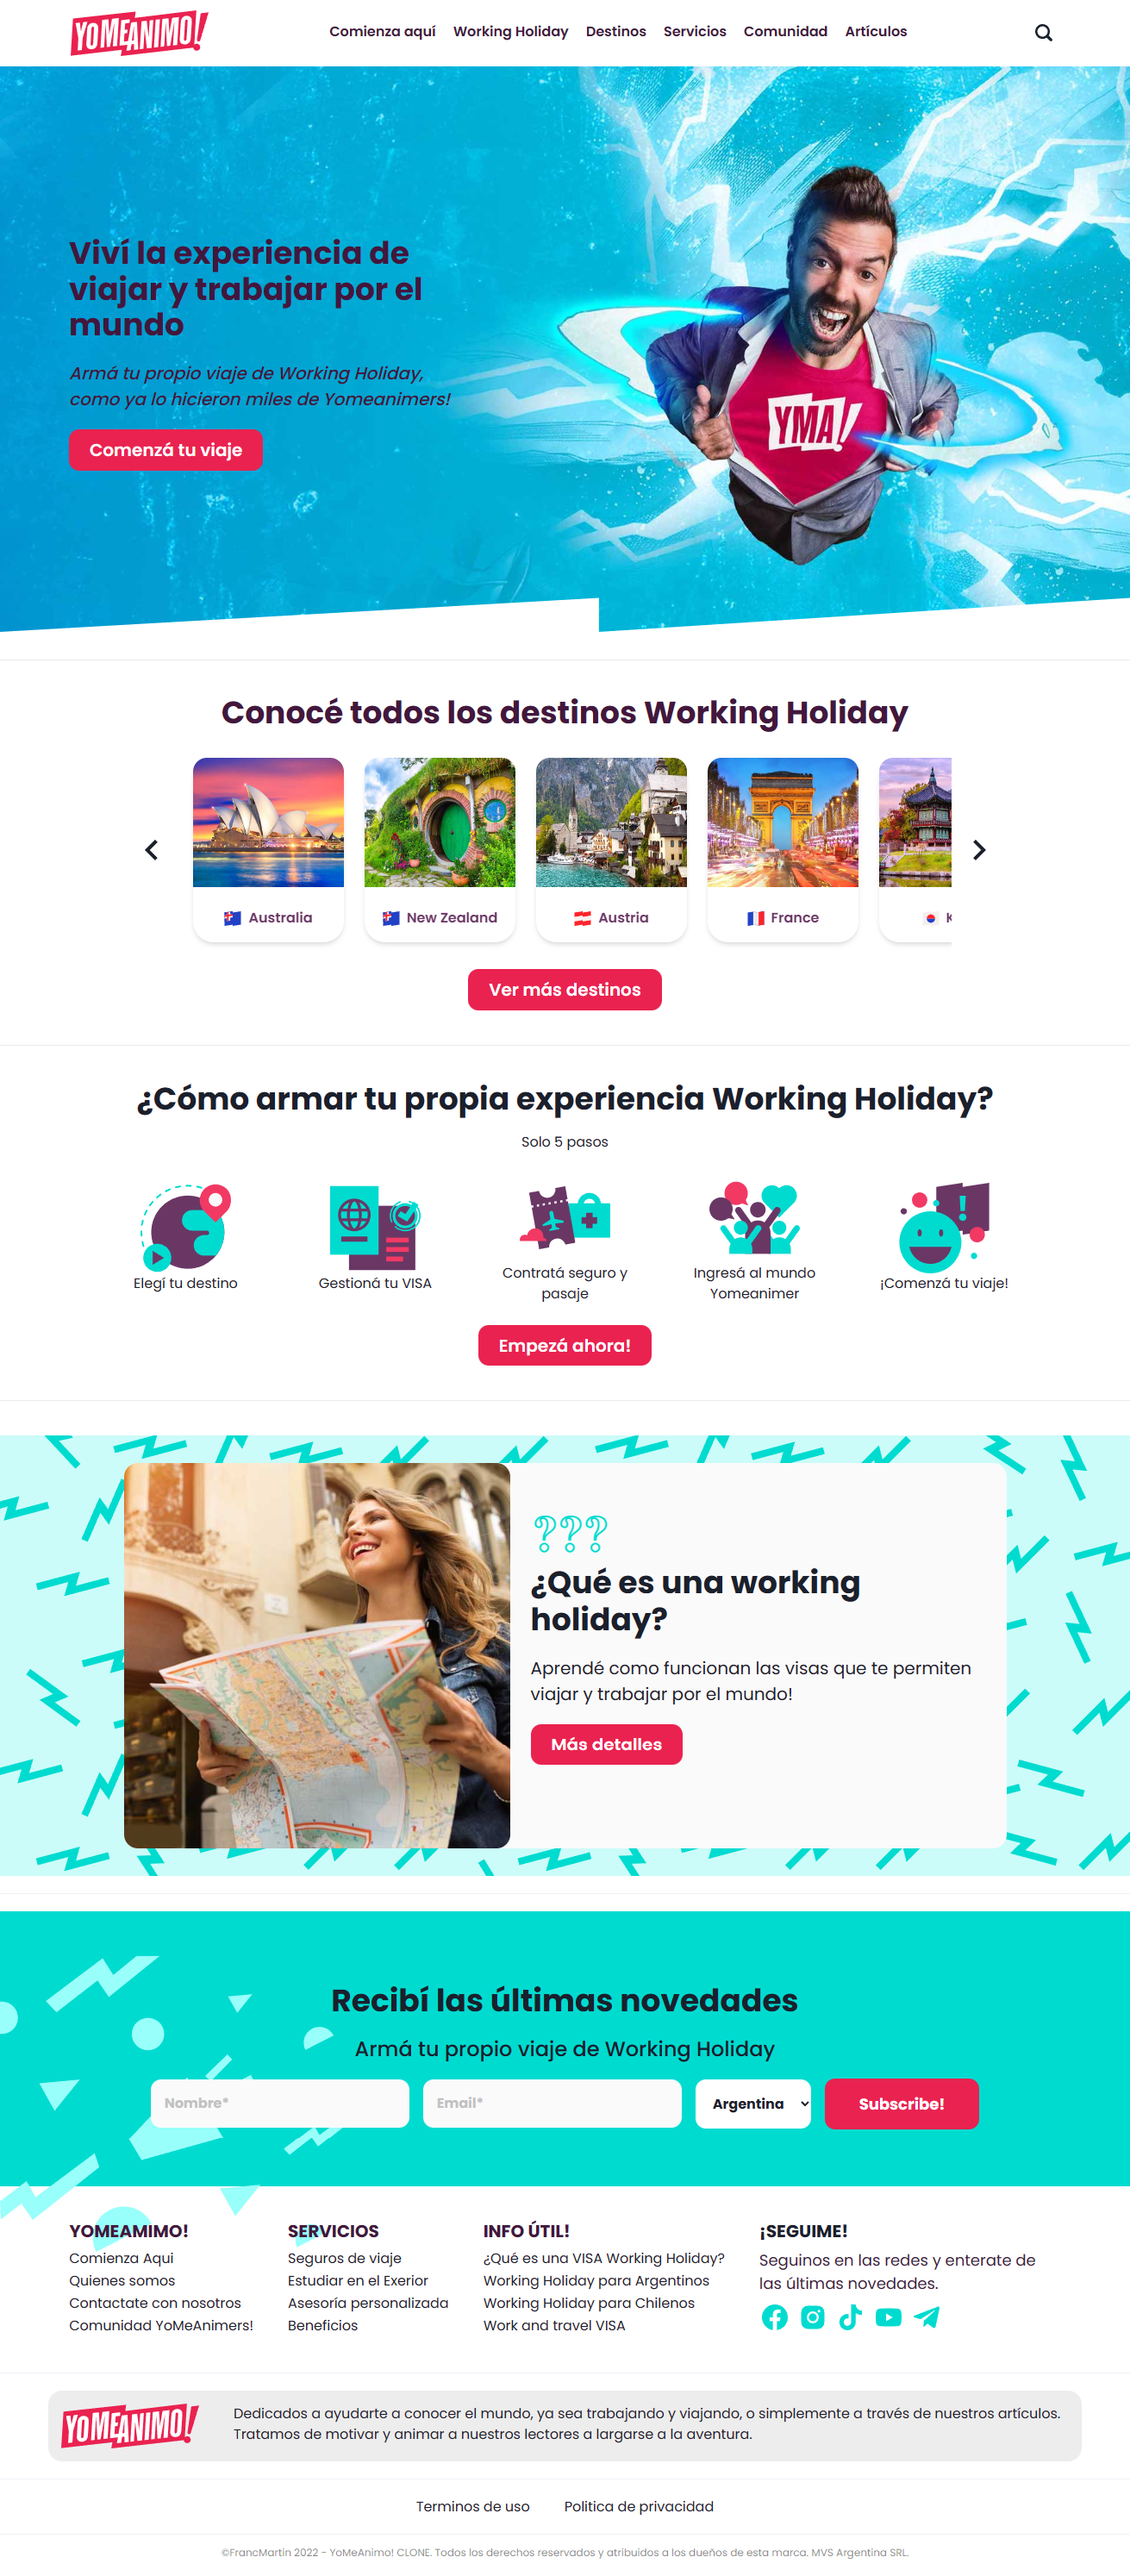 YOMEANIMO!
Comienza aquí Working Holiday Destinos Servicios Comunidad Artículos
Viví la experiencia de
viajar y trabajar por el
mundo
Armá tu propio viaje de Working Holiday,
como ya lo hicieron miles de Yomeanimers!
Comenzá tu viaje
YMA!
Conocé todos los destinos Working Holiday
Australia
New Zealand
Austria
France
Ver más destinos
¿Cómo armar tu propia experiencia Working Holiday?
Solo 5 pasos
Elegí tu destino
Gestioná tu VISA
Contratá seguro y
pasaje
Ingresá al mundo
Yomeanimer
¡Comenzá tu viaje!
Empezá ahora!
???
¿Qué es una working
holiday?
Aprendé como funcionan las visas que te permiten
viajar y trabajar por el mundo!
Más detalles
Recibí las últimas novedades
Armá tu propio viaje de Working Holiday
Nombre*
Email*
Argentina
Subscribe!
YOMEAMIMO!
Comienza Aqui
Quienes somos
Contactate con nosotros
Comunidad YoMeAnimers!
SERVICIOS
Seguros de viaje
Estudiar en el Exerior
Asesoría personalizada
Beneficios
INFO ÚTIL!
¿Qué es una VISA Working Holiday?
Working Holiday para Argentinos
Working Holiday para Chilenos
Work and travel VISA
¡SEGUIME!
Seguinos en las redes y enterate de
las últimas novedades.
YOMEANIMO!
Dedicados a ayudarte a conocer el mundo, ya sea trabajando y viajando, o simplemente a través de nuestros artículos.
Tratamos de motivar y animar a nuestros lectores a largarse a la aventura.
Terminos de uso Politica de privacidad
©FrancMartin 2022 - YoMeAnimo! CLONE. Todos los derechos reservados y atribuidos a los dueños de esta marca. MVS Argentina SRL.